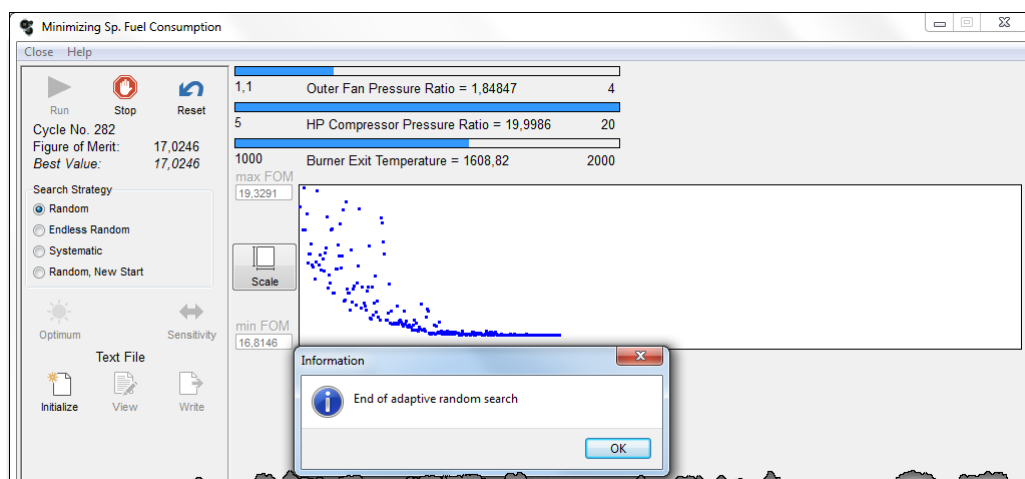 Minimizing Sp. Fuel Consumption
Close Help
Run Stop Reset
Cycle No. 282
Figure of Merit: 17,0246
Best Value: 17,0246
Search Strategy
Random
Endless Random
Systematic
Random, New Start
Optimum Sensitivity
Text File
Initialize View Write
1,1 Outer Fan Pressure Ratio = 1,84847 4
5 HP Compressor Pressure Ratio = 19,9986 20
1000 Burner Exit Temperature = 1608,82 2000
max FOM
19,3291
Scale
min FOM
16,8146
Information
End of adaptive random search
OK